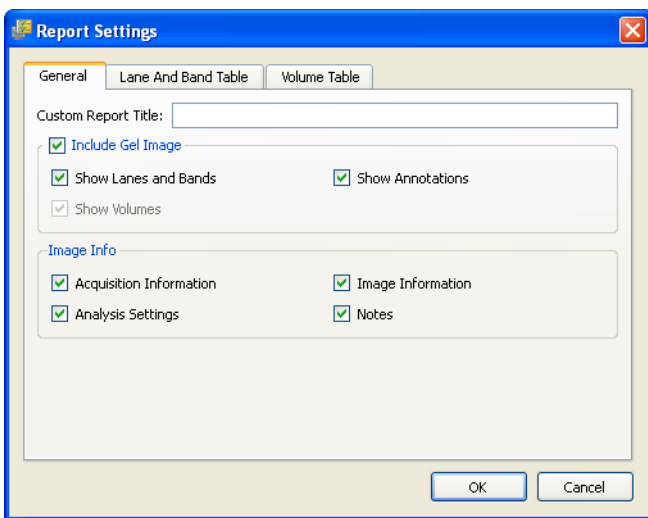 Report Settings
General Lane And Band Table Volume Table
Custom Report Title:
Include Gel Image
Show Lanes and Bands Show Annotations
Show Volumes
Image Info
Acquisition Information Image Information
Analysis Settings Notes
OK Cancel